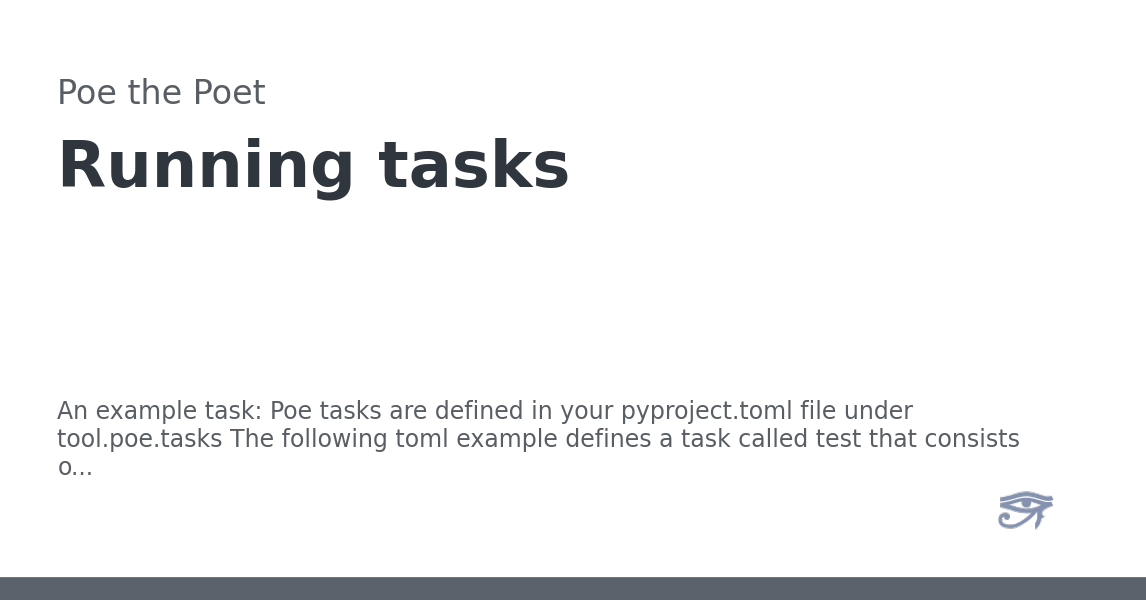 Poe the Poet
Running tasks
An example task: Poe tasks are defined in your pyproject.toml file under
tool.poe.tasks The following toml example defines a task called test that consists
o...